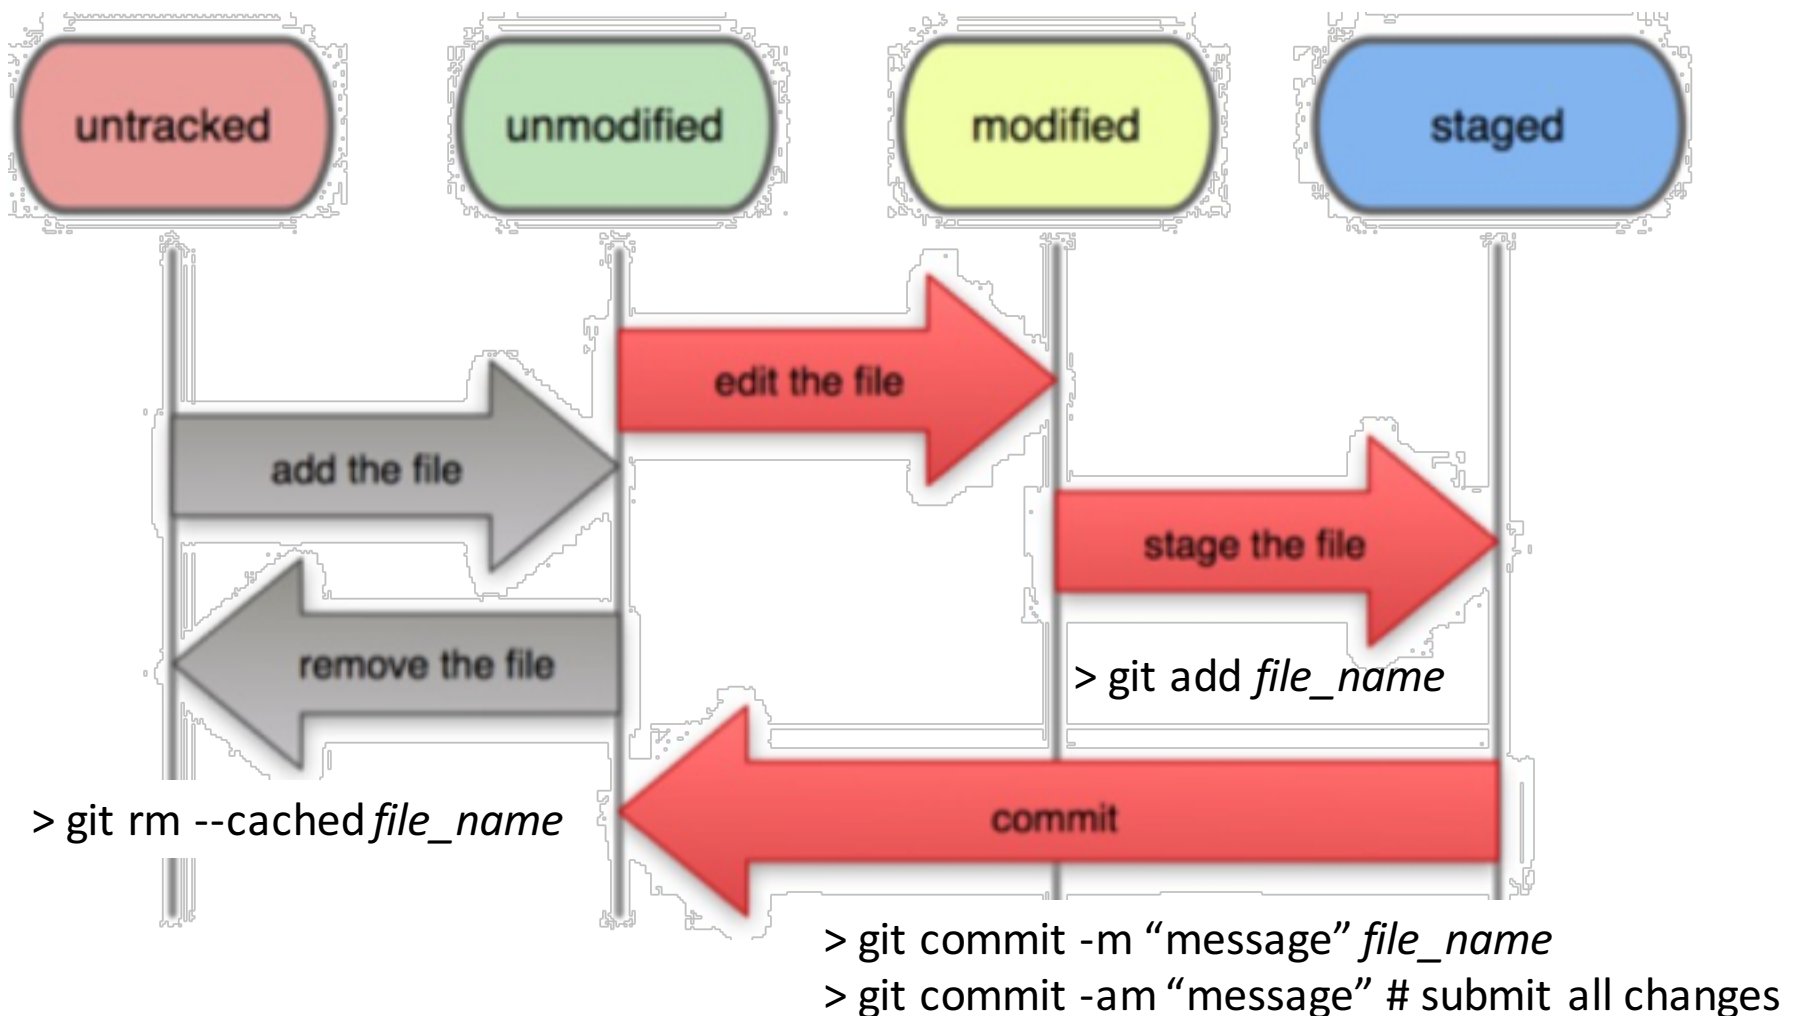 untracked
unmodified
modified
staged
edit the file
add the file
stage the file
remove the file
> git add file_name
commit
> git rm --cached file_name
> git commit -m “message” file_name
> git commit -am “message” # submit all changes